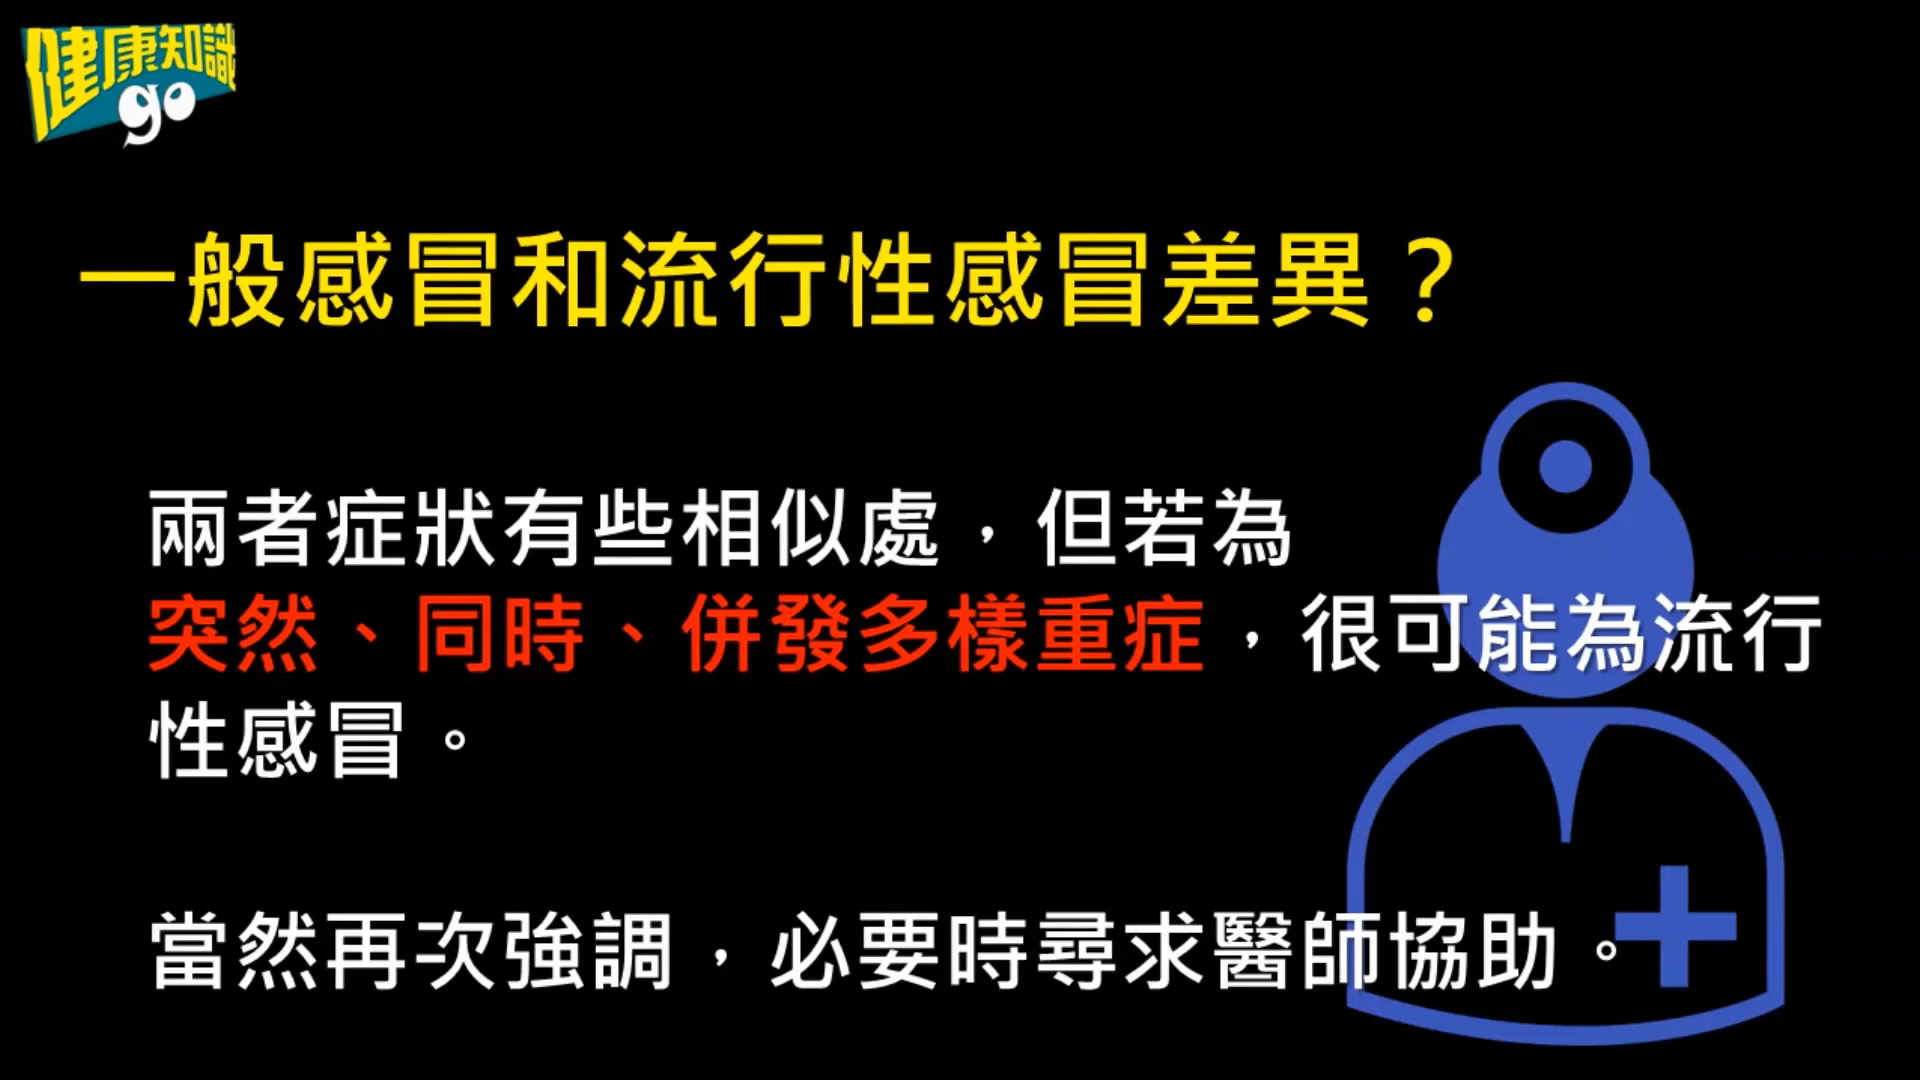 健康知識
go
一般感冒和流行性感冒差異？
兩者症狀有些相似處，但若為
突然、同時、併發多樣重症，很可能為流行
性感冒。
當然再次強調，必要時尋求醫師協助。